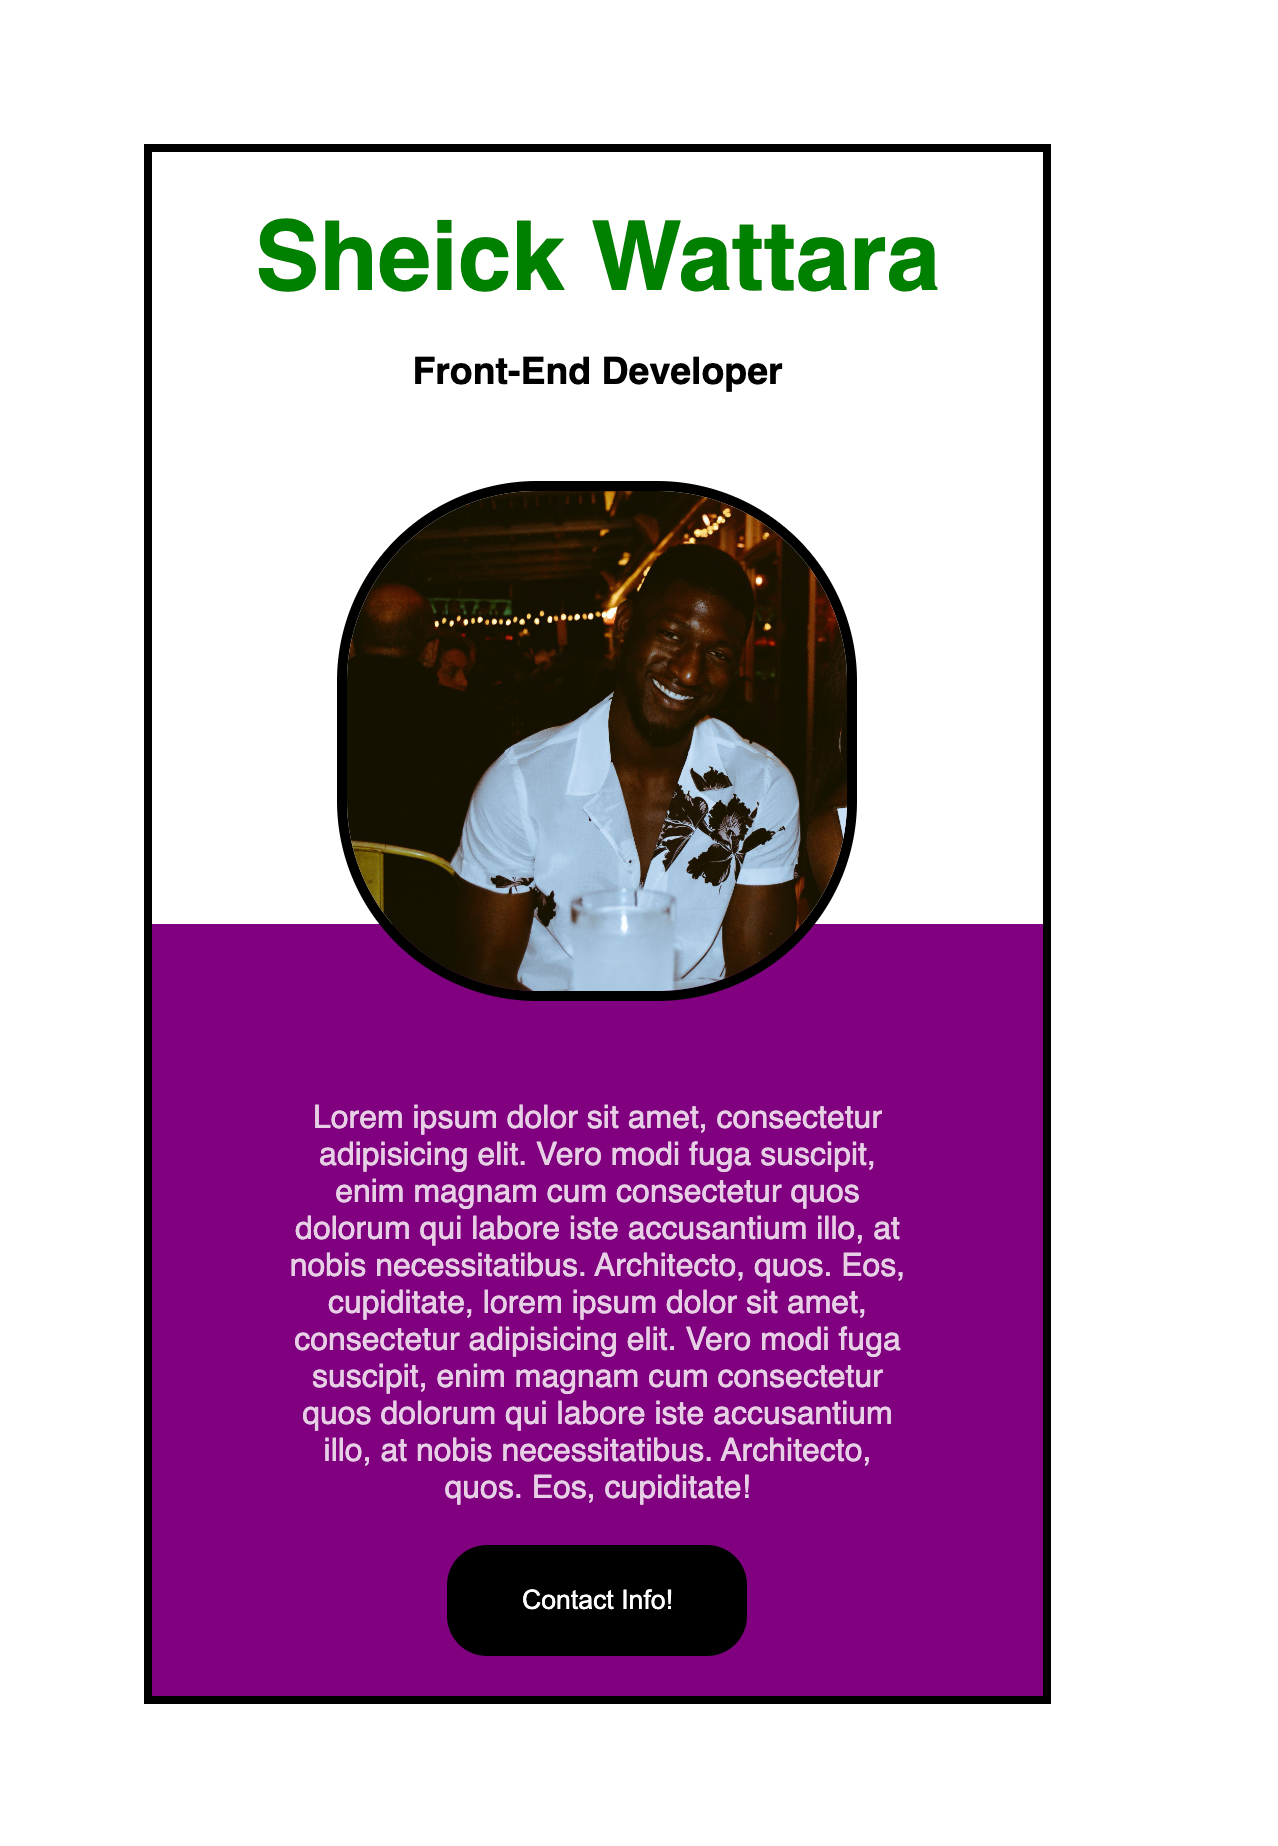 Sheick Wattara
Front-End Developer
Lorem ipsum dolor sit amet, consectetur
adipisicing elit. Vero modi fuga suscipit,
enim magnam cum consectetur quos
dolorum qui labore iste accusantium illo, at
nobis necessitatibus. Architecto, quos. Eos,
cupiditate, lorem ipsum dolor sit amet,
consectetur adipisicing elit. Vero modi fuga
suscipit, enim magnam cum consectetur
quos dolorum qui labore iste accusantium
illo, at nobis necessitatibus. Architecto,
quos. Eos, cupiditate!
Contact Info!